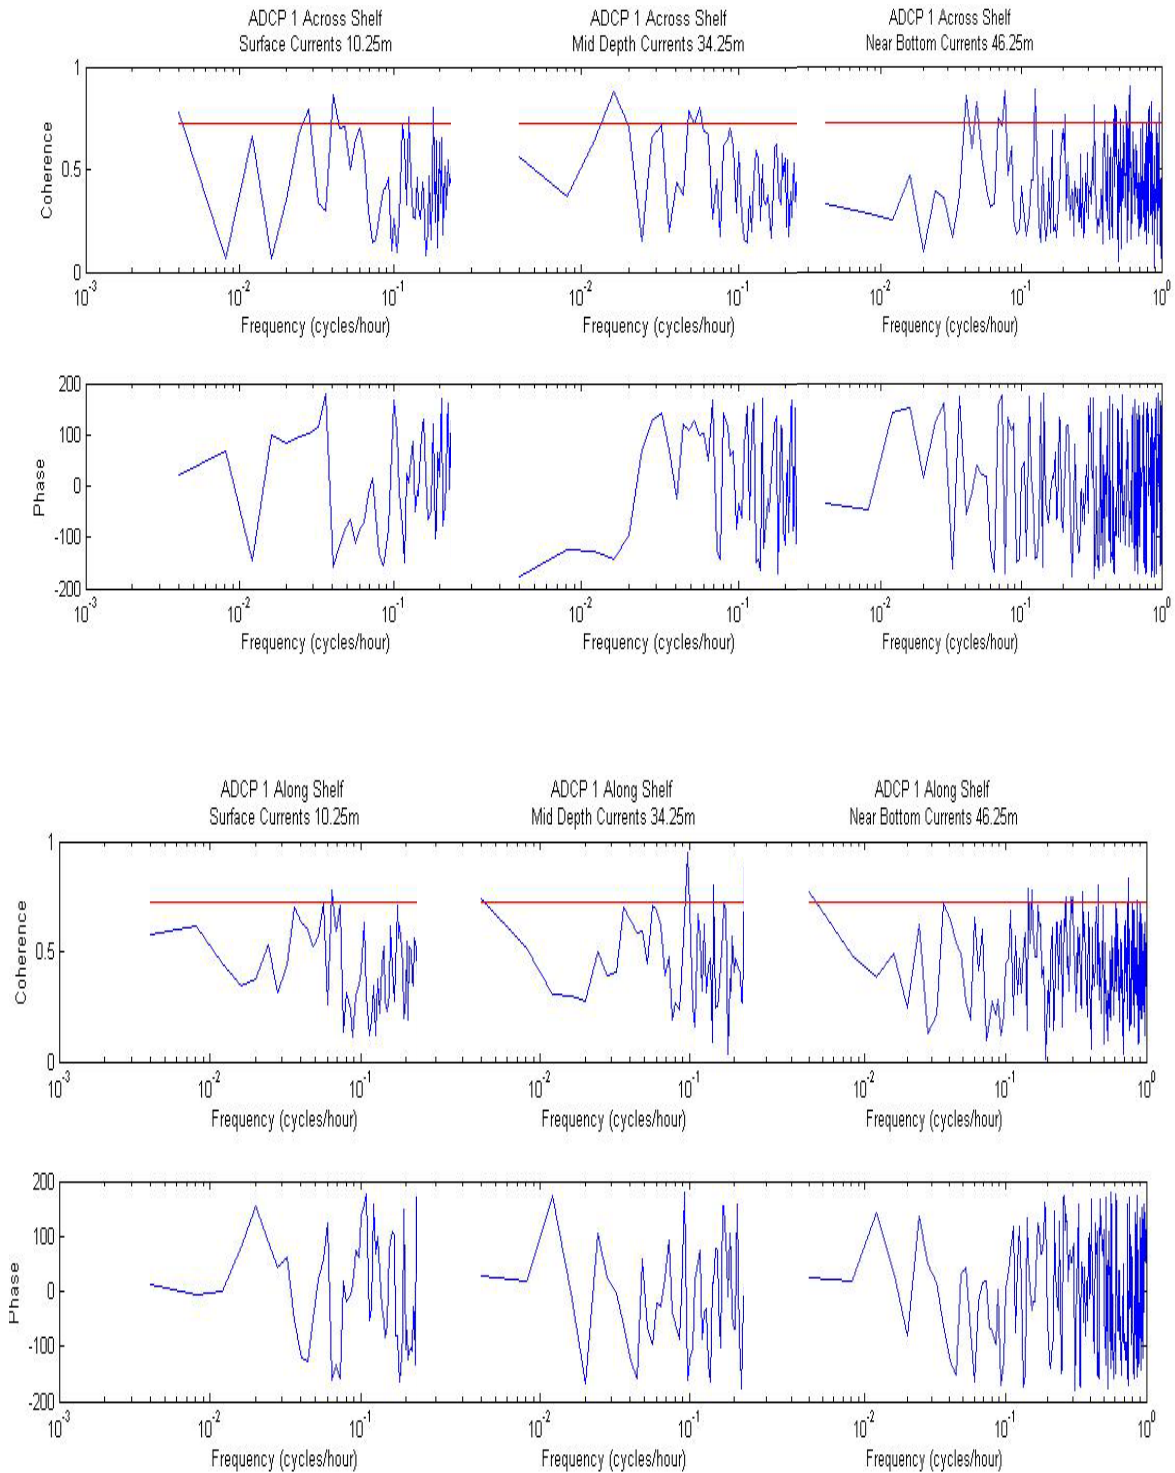 ADCP 1 Across Shelf
Surface Currents 10.25m
ADCP 1 Across Shelf
Mid Depth Currents 34.25m
ADCP 1 Across Shelf
Near Bottom Currents 46.25m
1
0.5
0
Coherence
10^-3 10^-2 10^-1 10^-2 10^-1 10^-2 10^-1 10^0
Frequency (cycles/hour) Frequency (cycles/hour) Frequency (cycles/hour)
200
100
0
-100
-200
Phase
10^-3 10^-2 10^-1 10^-2 10^-1 10^-2 10^-1 10^0
Frequency (cycles/hour) Frequency (cycles/hour) Frequency (cycles/hour)
ADCP 1 Along Shelf
Surface Currents 10.25m
ADCP 1 Along Shelf
Mid Depth Currents 34.25m
ADCP 1 Along Shelf
Near Bottom Currents 46.25m
1
0.5
0
Coherence
10^-3 10^-2 10^-1 10^-2 10^-1 10^-2 10^-1 10^0
Frequency (cycles/hour) Frequency (cycles/hour) Frequency (cycles/hour)
200
100
0
-100
-200
Phase
10^-3 10^-2 10^-1 10^-2 10^-1 10^-2 10^-1 10^0
Frequency (cycles/hour) Frequency (cycles/hour) Frequency (cycles/hour)